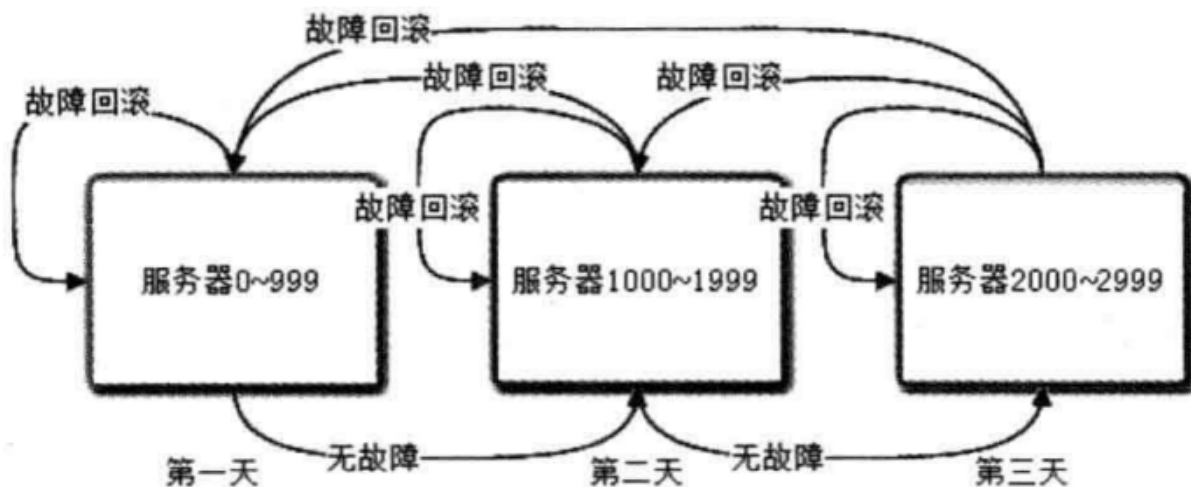 故障回滚
故障回滚
故障回滚
故障回滚
故障回滚
故障回滚
服务器0~999
服务器1000~1999
服务器2000~2999
无故障
无故障
第一天
第二天
第三天